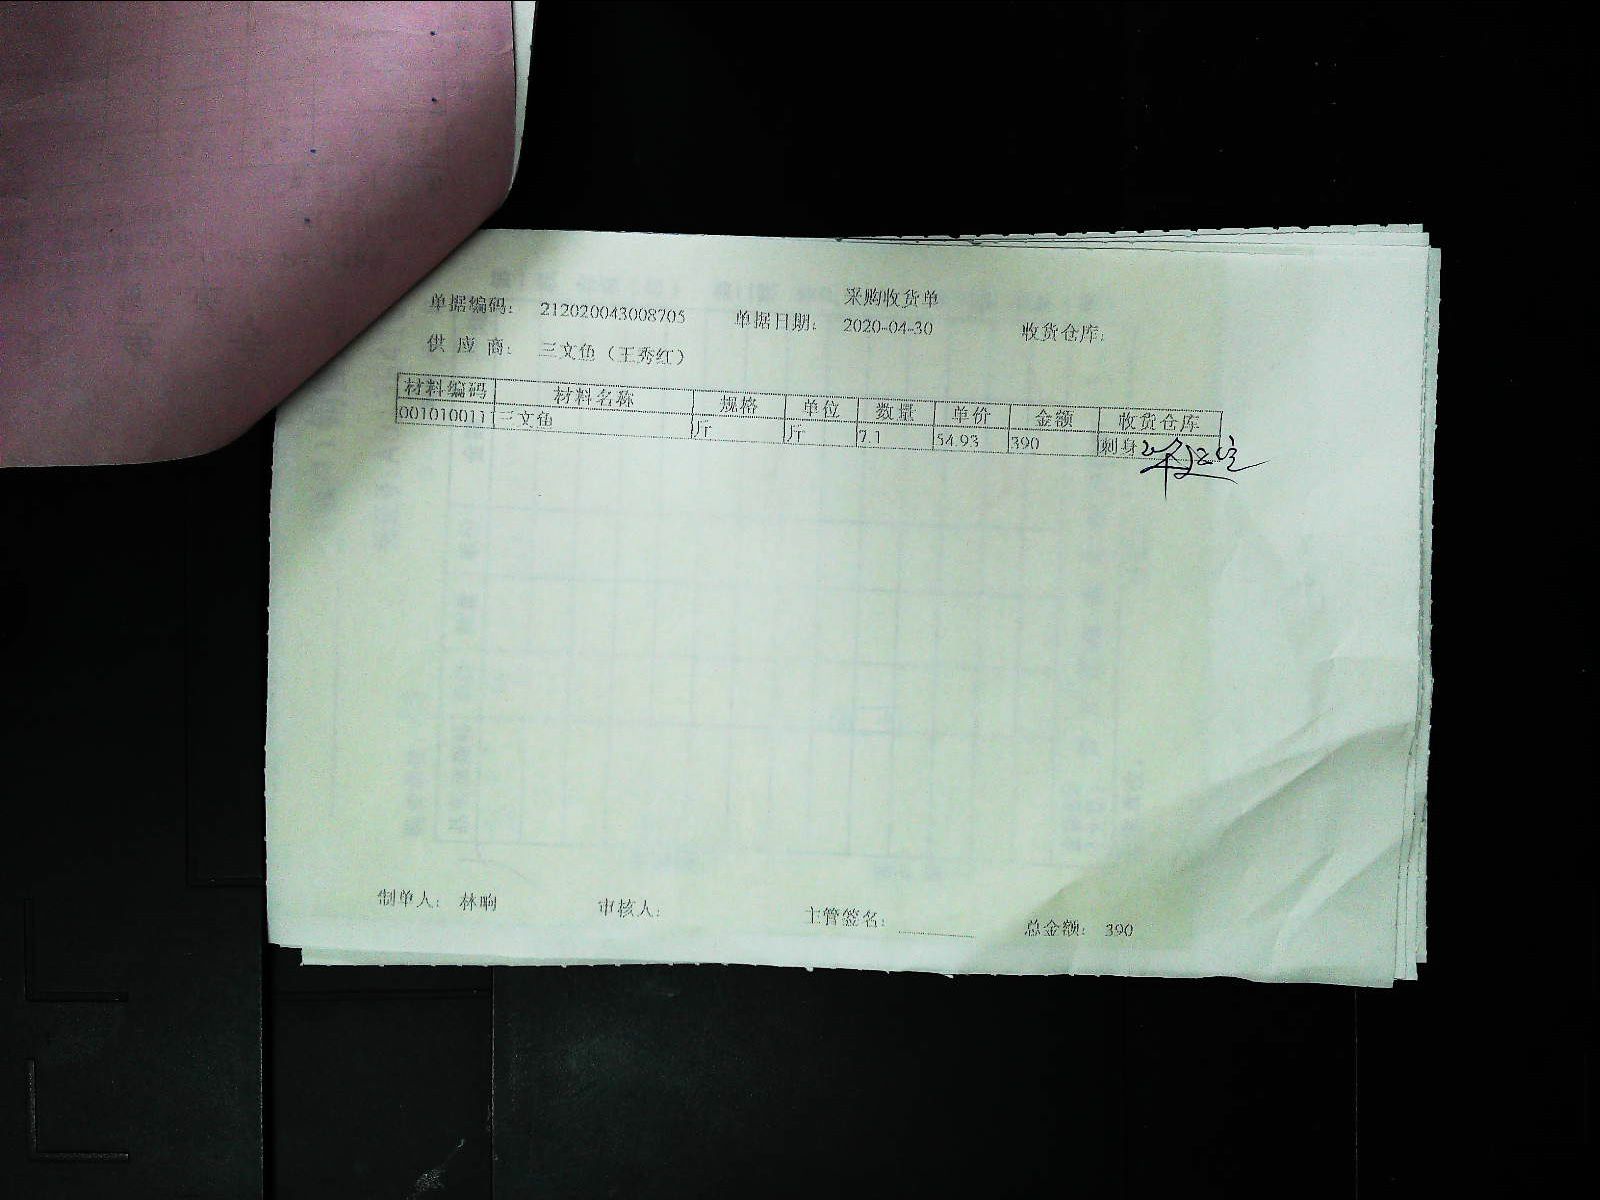 采购收货单
单据编码： 212020043008705 单据日期： 2020-04-30 收货仓库：
供 应 商： 三文鱼（王秀红）
材料编码 材料名称 规格 单位 数量 单价 金额 收货仓库
0010100111 三文鱼 斤 斤 7.1 54.93 390 刺身
制单人： 林晌 审核人： 主管签名： 总金额： 390